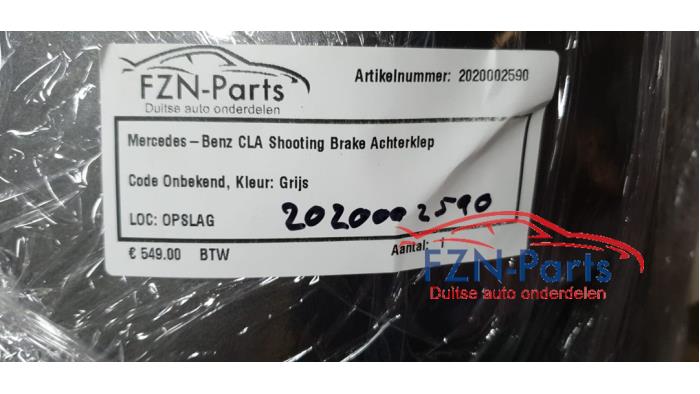 FZN-Parts
Duitse auto onderdelen
Artikelnummer: 2020002590
Mercedes-Benz CLA Shooting Brake Achterklep
Code Onbekend, Kleur: Grijs
LOC: OPSLAG
2020002590
€ 549.00 BTW
Aantal: 1
FZN-Parts
Duitse auto onderdelen